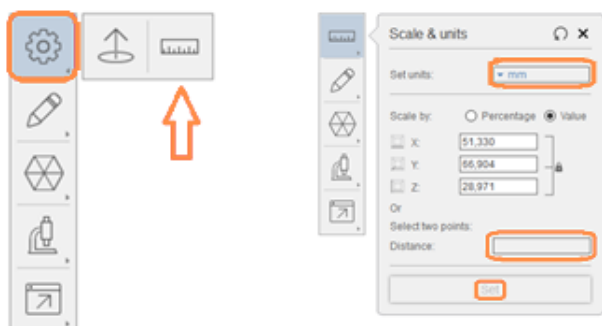 Scale & units
Set units: mm
Scale by: Percentage Value
X: 51,330
Y: 66,904
Z: 28,971
Or
Select two points:
Distance:
Set